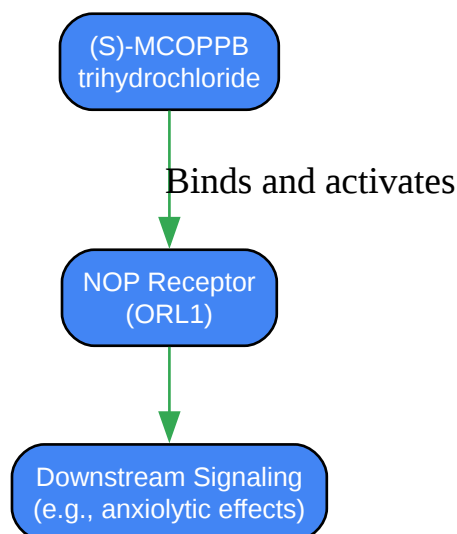 (S)-MCOPPB
trihydrochloride
Binds and activates
NOP Receptor
(ORL1)
Downstream Signaling
(e.g., anxiolytic effects)